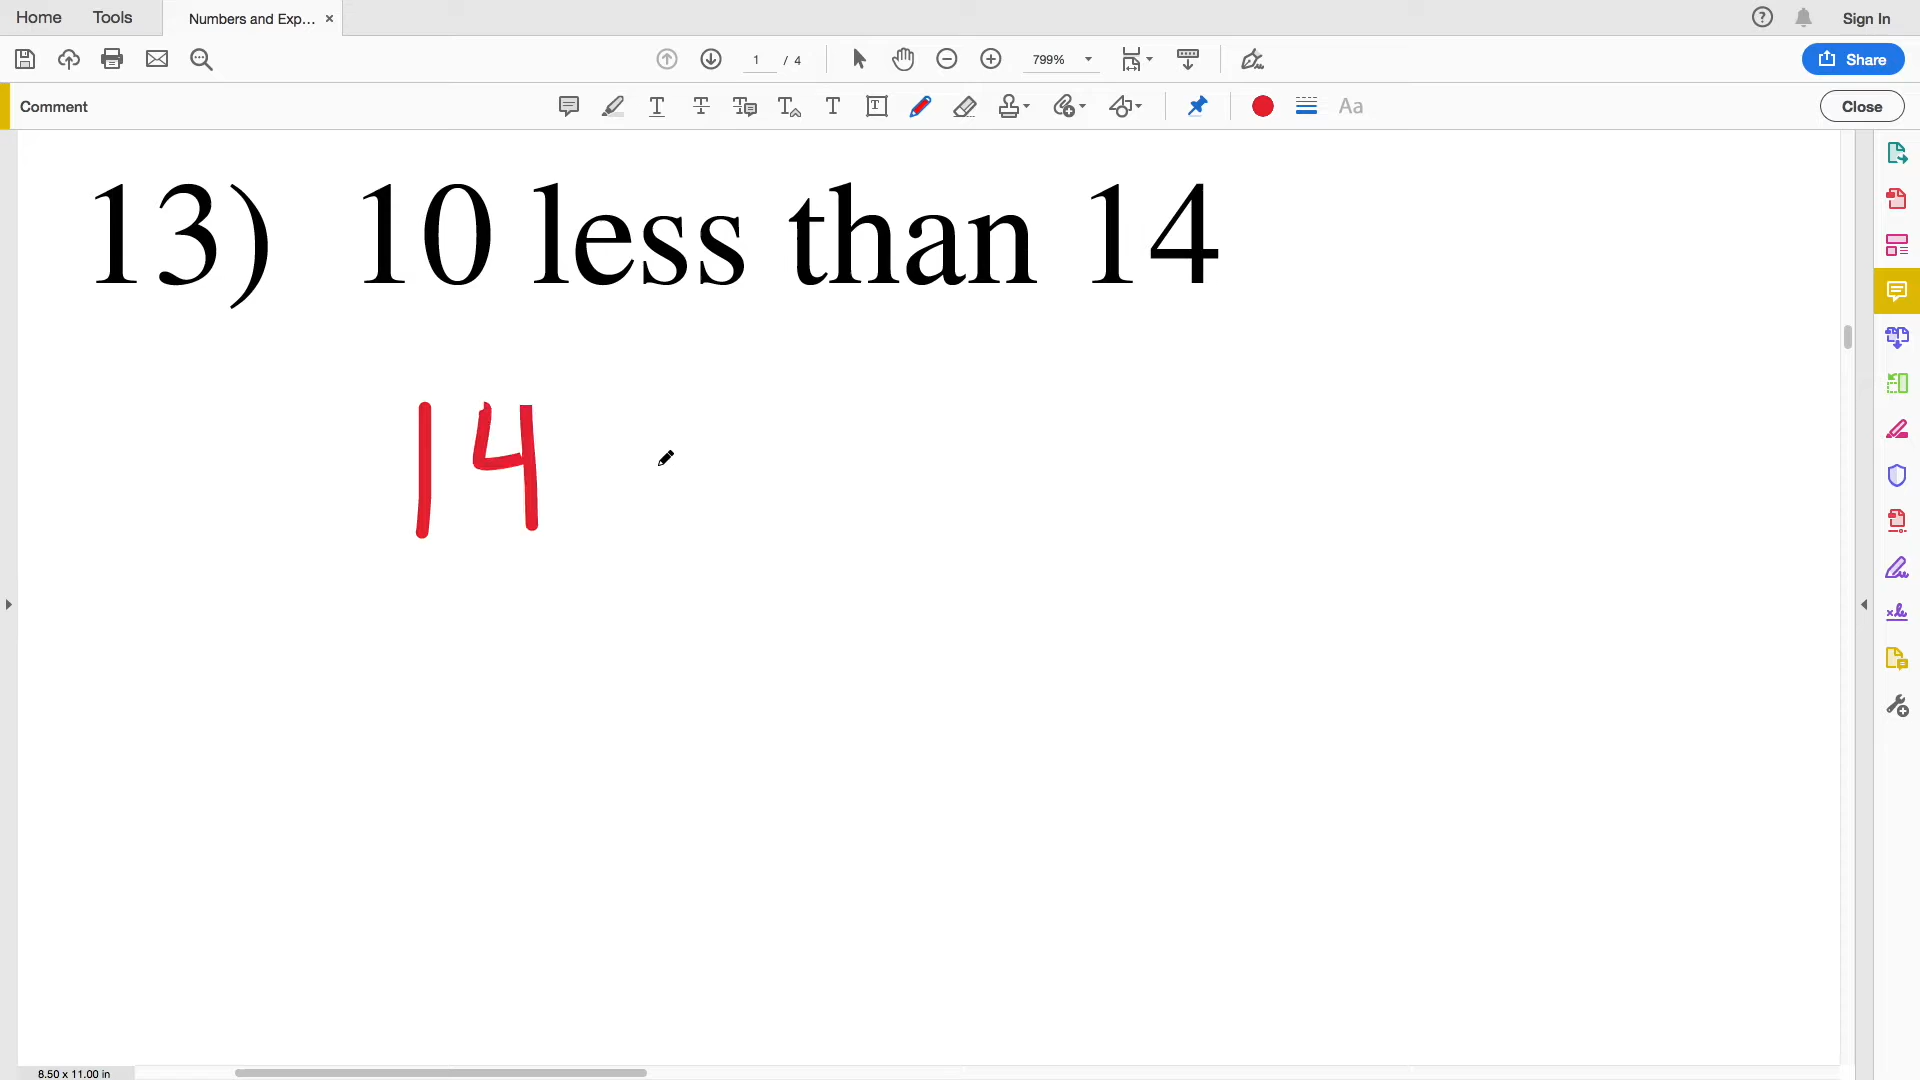 Home Tools Numbers and Exp... × Sign In
1 / 4 799% Share
Comment Aa Close
13) 10 less than 14
14
8.50 x 11.00 in